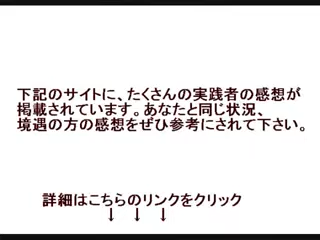 下記のサイトに、たくさんの実践者の感想が
掲載されています。あなたと同じ状況、
境遇の方の感想をぜひ参考にされて下さい。
詳細はこちらのリンクをクリック
↓ ↓ ↓